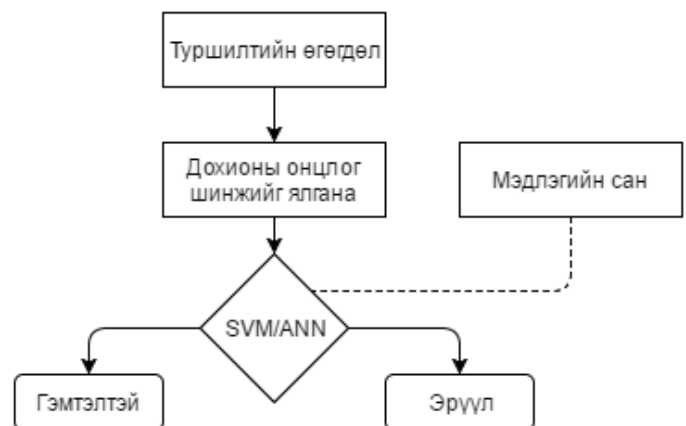 Туршилтийн өгөгдөл
Дохионы онцлог
шинжийг ялгана
Мэдлэгийн сан
SVM/ANN
Гэмтэлтэй
Эрүүл